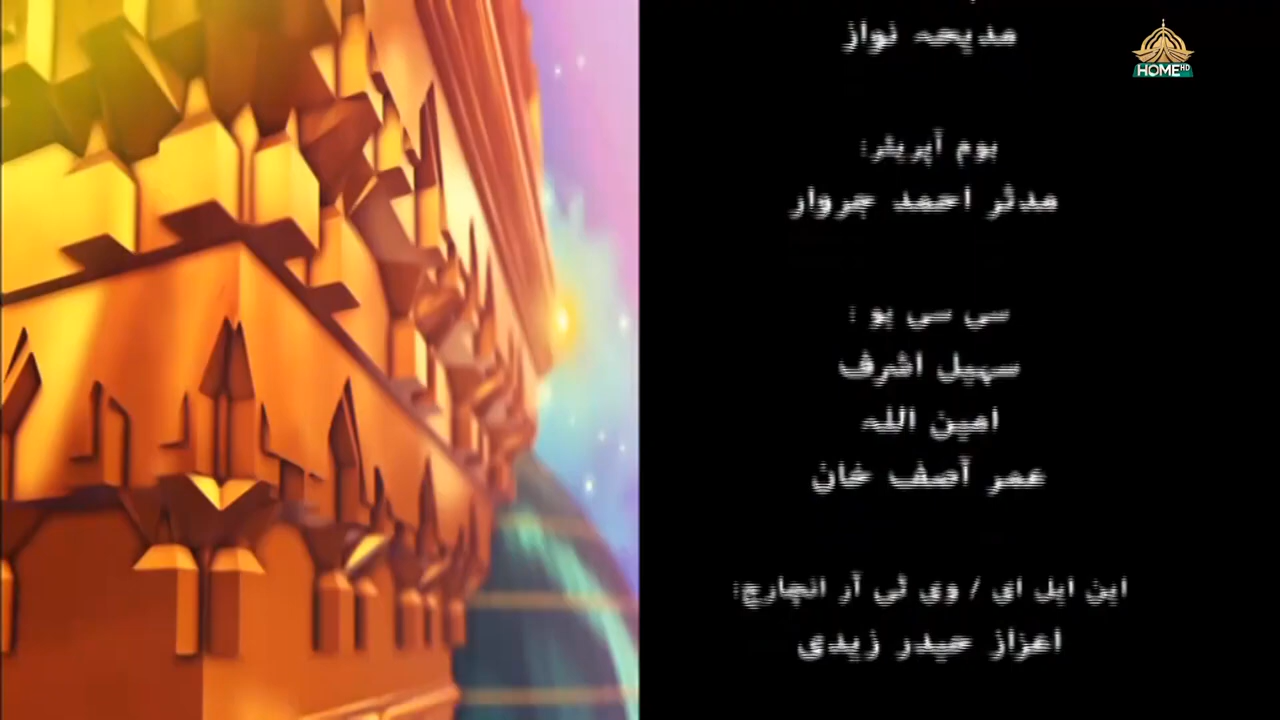 مدیحہ نواز
HOME HD
بوم آپریٹر:
مدثر احمد جروار
سی سی یو :
سہیل اشرف
امین اللہ
عمر آصف خان
این ایل ای / وی ٹی آر انچارج:
اعزاز حیدر زیدی